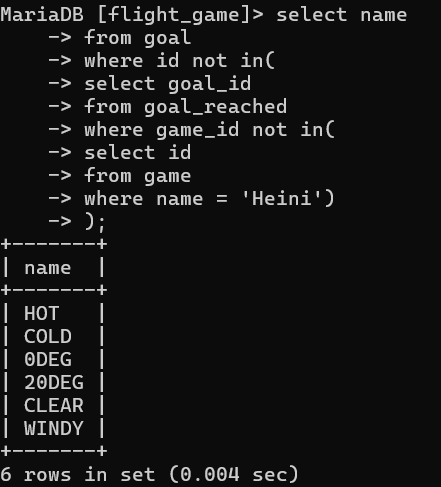 MariaDB [flight_game]> select name
    -> from goal
    -> where id not in(
    -> select goal_id
    -> from goal_reached
    -> where game_id not in(
    -> select id
    -> from game
    -> where name = 'Heini')
    -> );
+-------+
| name  |
+-------+
| HOT   |
| COLD  |
| 0DEG  |
| 20DEG |
| CLEAR |
| WINDY |
+-------+
6 rows in set (0.004 sec)